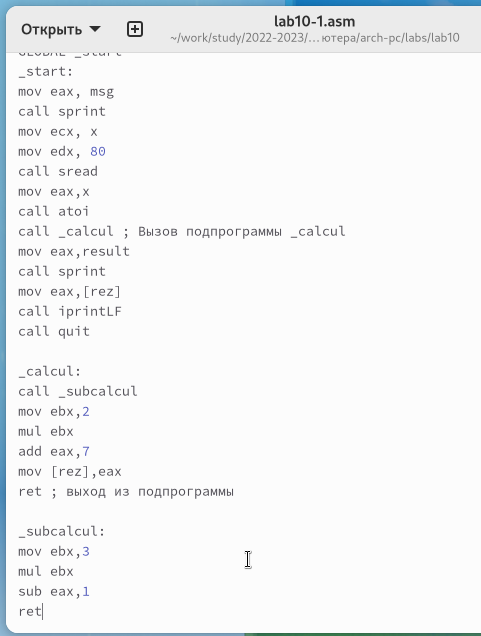 Открыть
lab10-1.asm
~/work/study/2022-2023/... ютера/arch-pc/labs/lab10
GLOBAL _start
_start:
mov eax, msg
call sprint
mov ecx, x
mov edx, 80
call sread
mov eax,x
call atoi
call _calcul ; Вызов подпрограммы _calcul
mov eax,result
call sprint
mov eax,[rez]
call iprintLF
call quit
_calcul:
call _subcalcul
mov ebx,2
mul ebx
add eax,7
mov [rez],eax
ret ; выход из подпрограммы
_subcalcul:
mov ebx,3
mul ebx
sub eax,1
ret